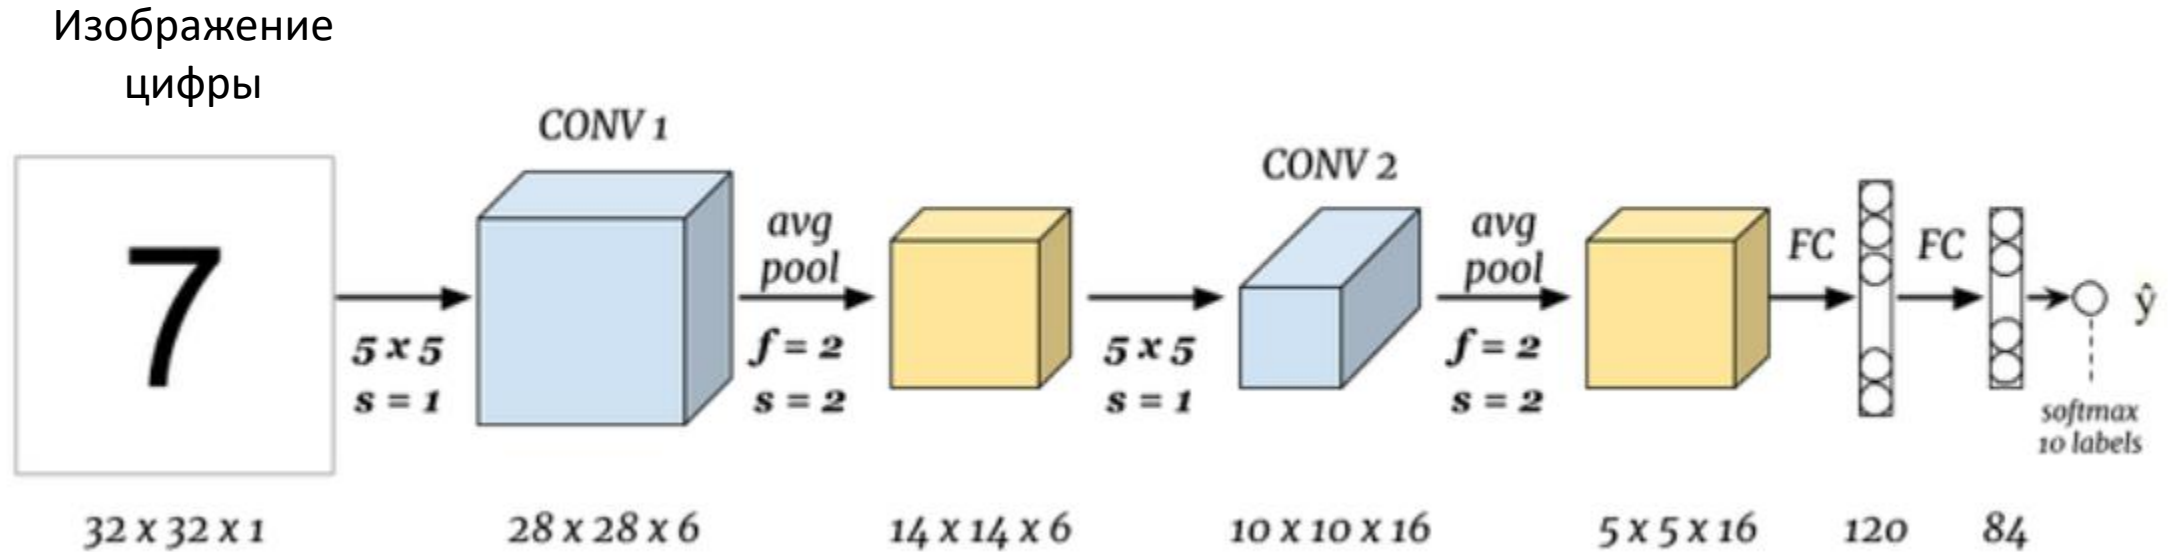 Изображение
цифры
7
CONV 1
CONV 2
avg
pool
avg
pool
FC
FC
5 x 5
s = 1
f = 2
s = 2
5 x 5
s = 1
f = 2
s = 2
ŷ
softmax
10 labels
32 x 32 x 1
28 x 28 x 6
14 x 14 x 6
10 x 10 x 16
5 x 5 x 16
120
84